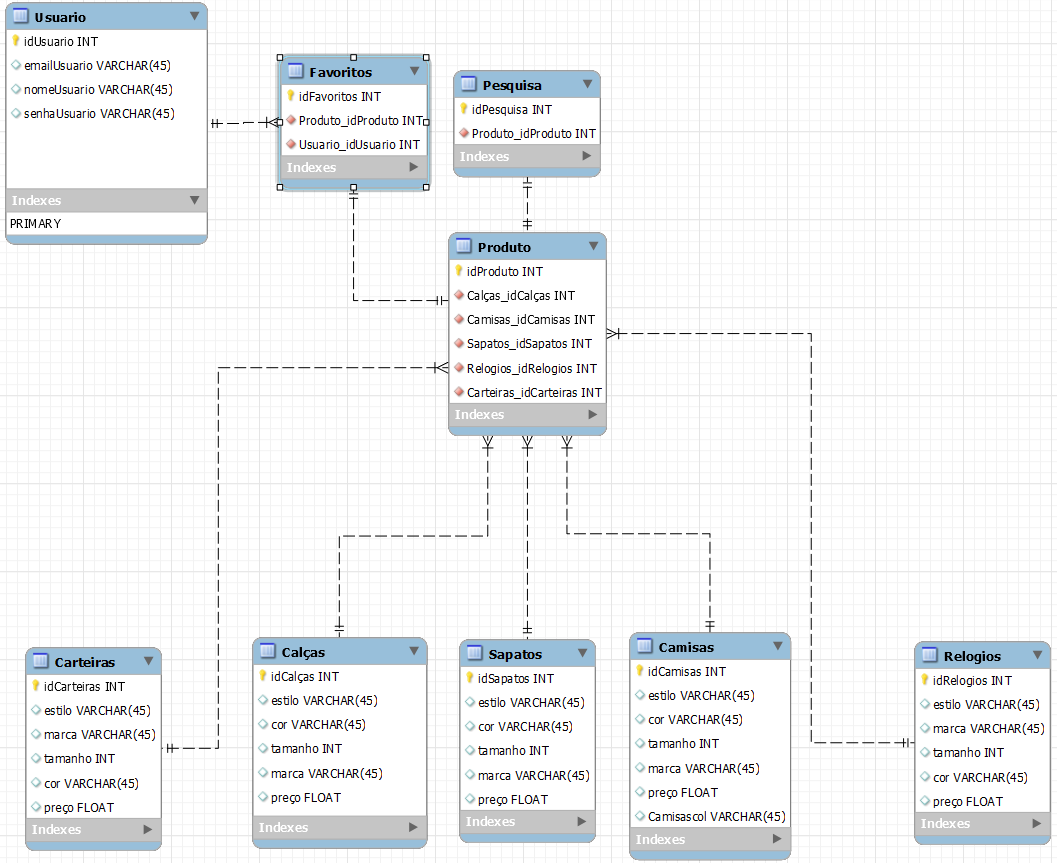 Usuario
idUsuario INT
emailUsuario VARCHAR(45)
nomeUsuario VARCHAR(45)
senhaUsuario VARCHAR(45)
Indexes
PRIMARY
Favoritos
idFavoritos INT
Produto_idProduto INT
Usuario_idUsuario INT
Indexes
Pesquisa
idPesquisa INT
Produto_idProduto INT
Indexes
Produto
idProduto INT
Calças_idCalças INT
Camisas_idCamisas INT
Sapatos_idSapatos INT
Relogios_idRelogios INT
Carteiras_idCarteiras INT
Indexes
Carteiras
idCarteiras INT
estilo VARCHAR(45)
marca VARCHAR(45)
tamanho INT
cor VARCHAR(45)
preço FLOAT
Indexes
Calças
idCalças INT
estilo VARCHAR(45)
cor VARCHAR(45)
tamanho INT
marca VARCHAR(45)
preço FLOAT
Indexes
Sapatos
idSapatos INT
estilo VARCHAR(45)
cor VARCHAR(45)
tamanho INT
marca VARCHAR(45)
preço FLOAT
Indexes
Camisas
idCamisas INT
estilo VARCHAR(45)
cor VARCHAR(45)
tamanho INT
marca VARCHAR(45)
preço FLOAT
Camisascol VARCHAR(45)
Indexes
Relogios
idRelogios INT
estilo VARCHAR(45)
marca VARCHAR(45)
tamanho INT
cor VARCHAR(45)
preço FLOAT
Indexes